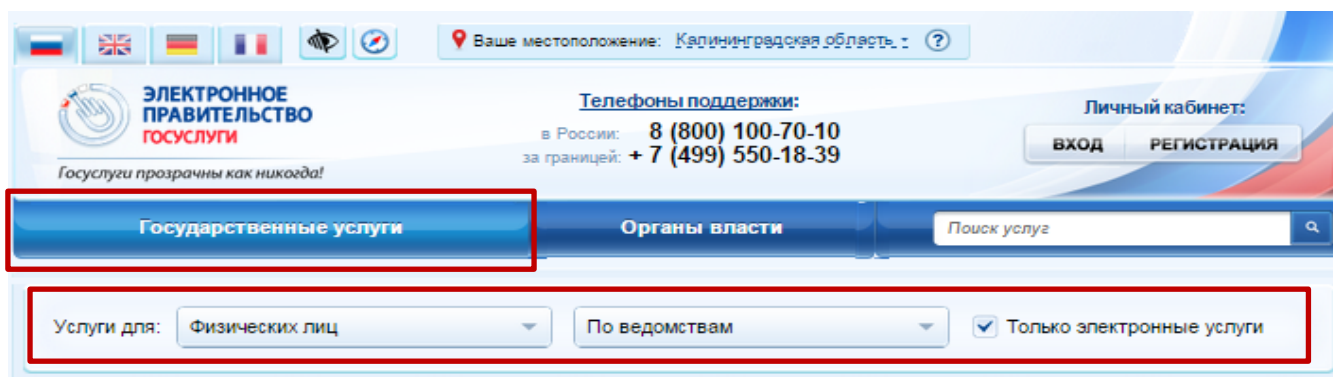 Ваше местоположение: Калининградская область ?
ЭЛЕКТРОННОЕ
ПРАВИТЕЛЬСТВО
ГОСУСЛУГИ
Госуслуги прозрачны как никогда!
Телефоны поддержки:
в России: 8 (800) 100-70-10
за границей: + 7 (499) 550-18-39
Личный кабинет:
ВХОД РЕГИСТРАЦИЯ
Государственные услуги Органы власти Поиск услуг
Услуги для: Физических лиц По ведомствам Только электронные услуги